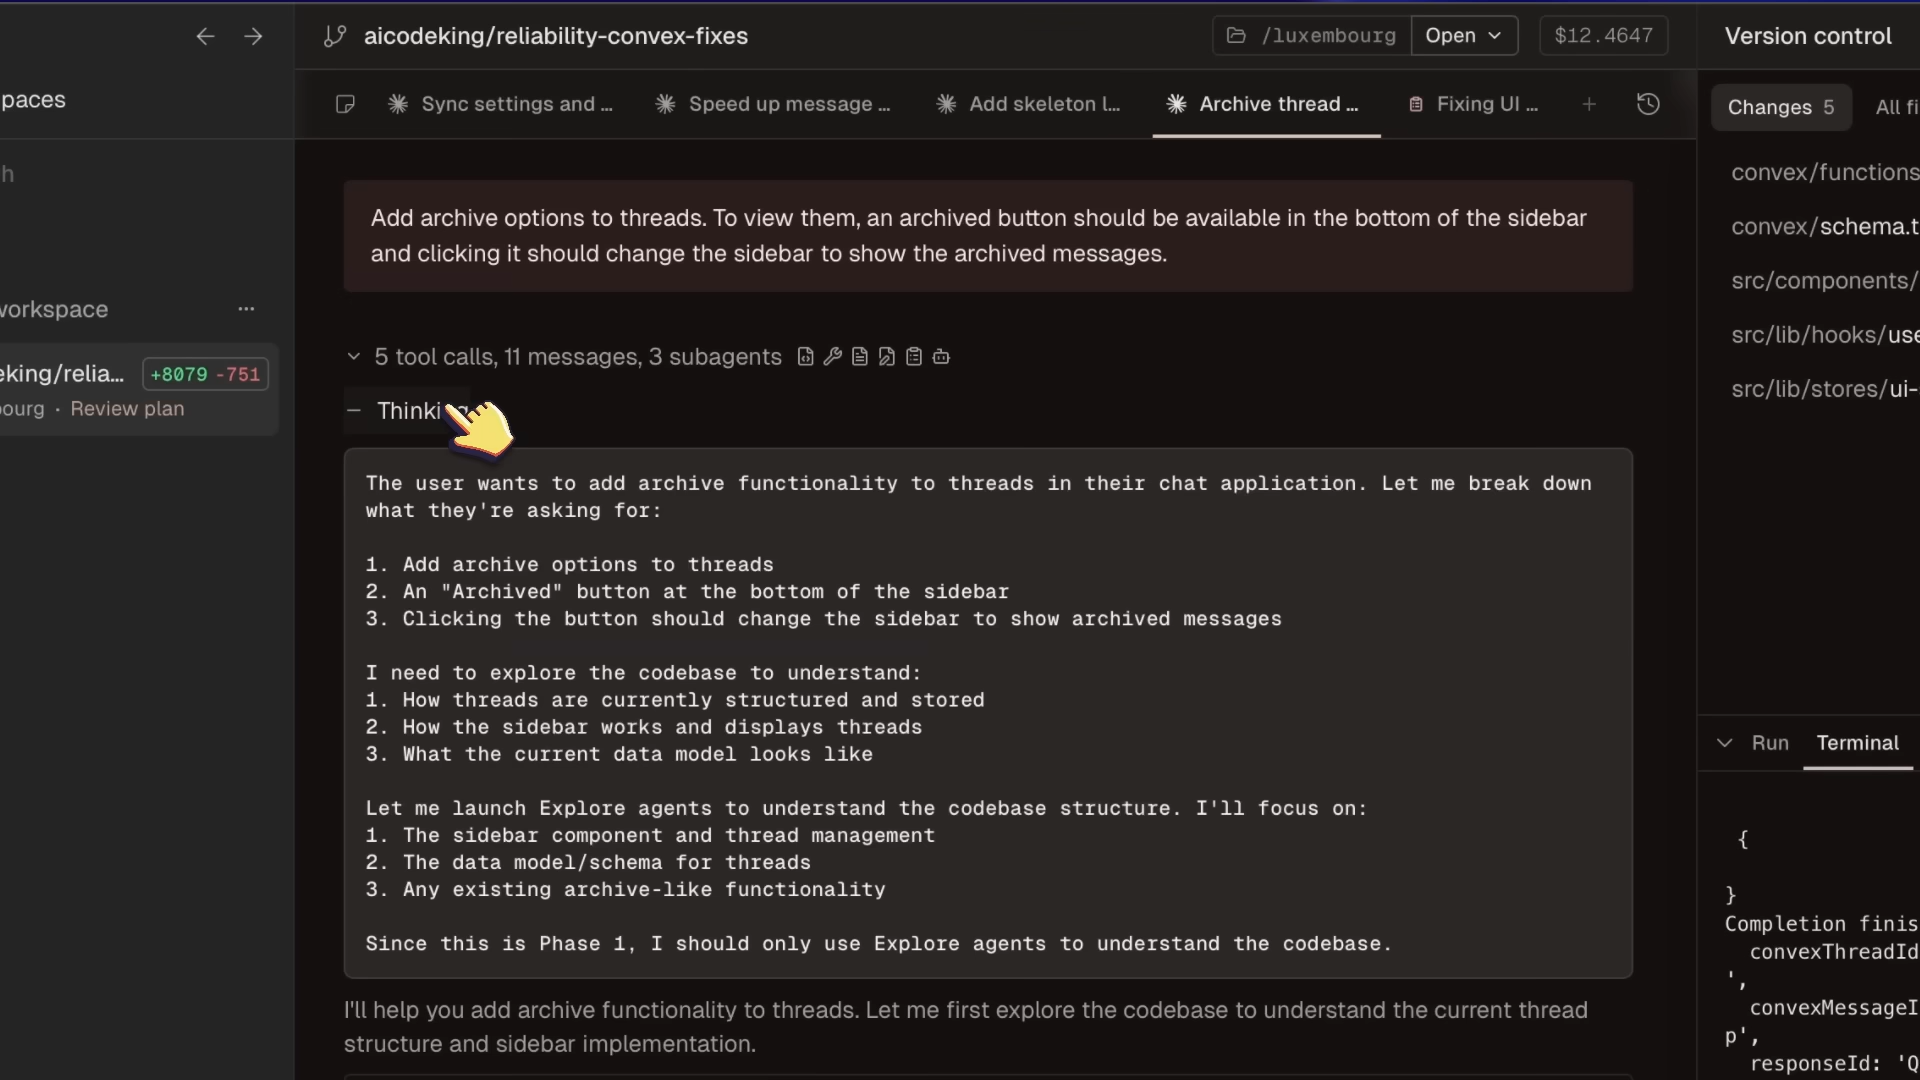 aicodeking/reliability-convex-fixes
/luxembourg
Open
$12.4647
Version control
paces
Sync settings and ...
Speed up message ...
Add skeleton l...
Archive thread ...
Fixing UI ...
Changes 5
All fi
h
Add archive options to threads. To view them, an archived button should be available in the bottom of the sidebar
and clicking it should change the sidebar to show the archived messages.
convex/functions
convex/schema.t
src/components/
src/lib/hooks/use
src/lib/stores/ui-
workspace
...
eking/relia...
+8079 -751
bourg · Review plan
5 tool calls, 11 messages, 3 subagents
The user wants to add archive functionality to threads in their chat application. Let me break down
what they're asking for:
1. Add archive options to threads
2. An "Archived" button at the bottom of the sidebar
3. Clicking the button should change the sidebar to show archived messages
I need to explore the codebase to understand:
1. How threads are currently structured and stored
2. How the sidebar works and displays threads
3. What the current data model looks like
Let me launch Explore agents to understand the codebase structure. I'll focus on:
1. The sidebar component and thread management
2. The data model/schema for threads
3. Any existing archive-like functionality
Since this is Phase 1, I should only use Explore agents to understand the codebase.
I'll help you add archive functionality to threads. Let me first explore the codebase to understand the current thread
structure and sidebar implementation.
Run
Terminal
{
}
Completion finis
convexThreadId
',
convexMessageI
p',
responseId: 'Q